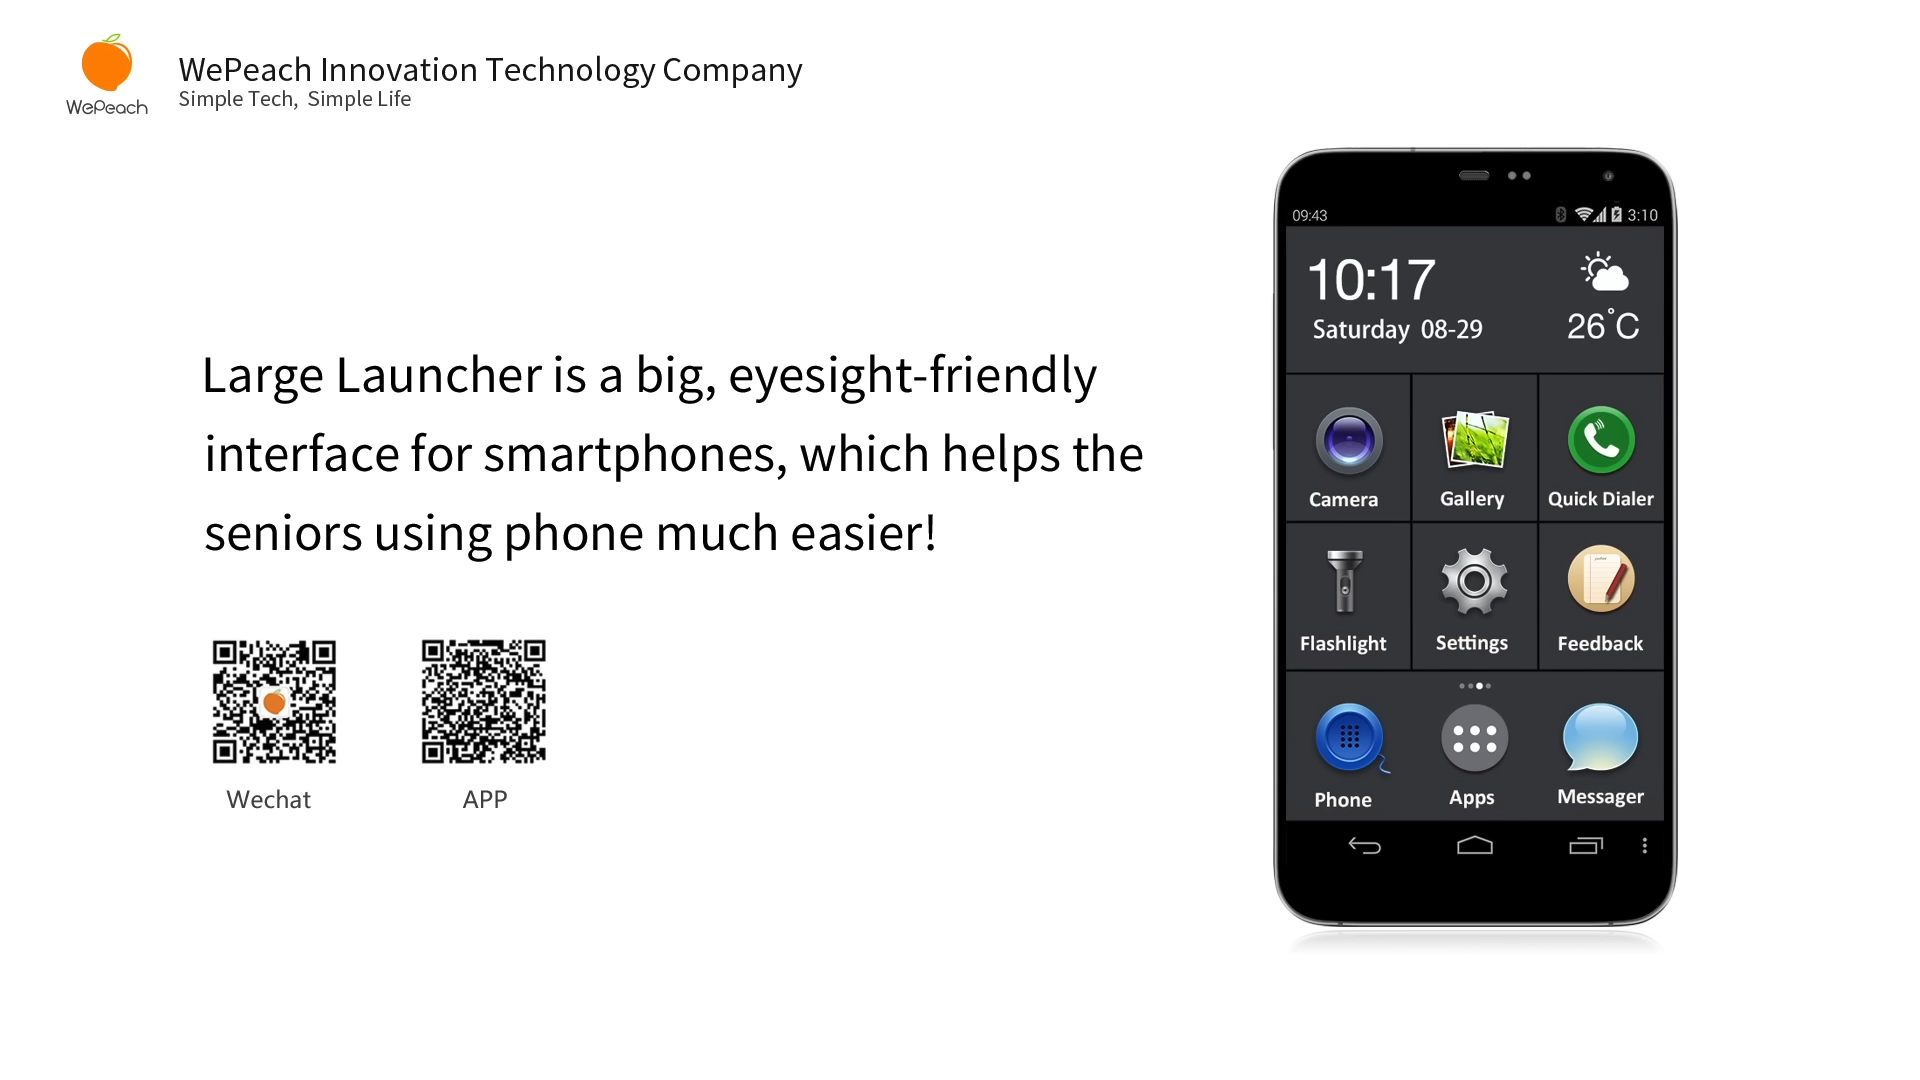 WePeach
WePeach Innovation Technology Company
Simple Tech, Simple Life
Large Launcher is a big, eyesight-friendly
interface for smartphones, which helps the
seniors using phone much easier!
Wechat
APP
09:43
3:10
10:17
Saturday 08-29
26°C
Camera
Gallery
Quick Dialer
Flashlight
Settings
Feedback
Phone
Apps
Messager